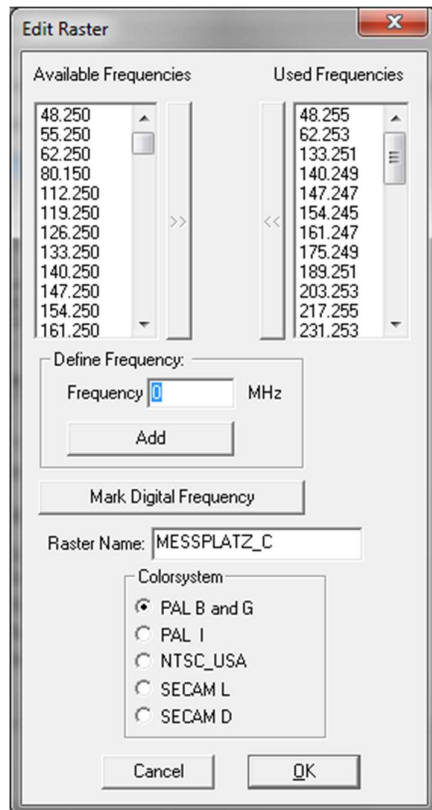 Edit Raster
x
Available Frequencies
Used Frequencies
48.250
55.250
62.250
80.150
112.250
119.250
126.250
133.250
140.250
147.250
154.250
161.250
>>
<<
48.255
62.253
133.251
140.249
147.247
154.245
161.247
175.249
189.251
203.253
217.255
231.253
Define Frequency:
Frequency 0 MHz
Add
Mark Digital Frequency
Raster Name: MESSPLATZ_C
Colorsystem
PAL B and G
PAL I
NTSC_USA
SECAM L
SECAM D
Cancel
OK